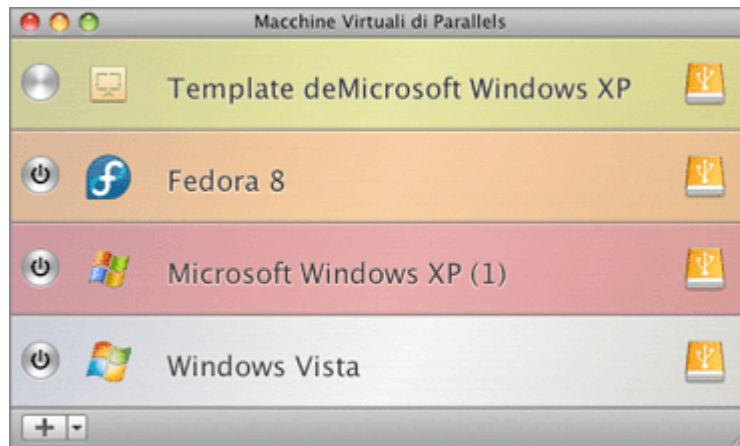 Macchine Virtuali di Parallels
Template deMicrosoft Windows XP
Fedora 8
Microsoft Windows XP (1)
Windows Vista